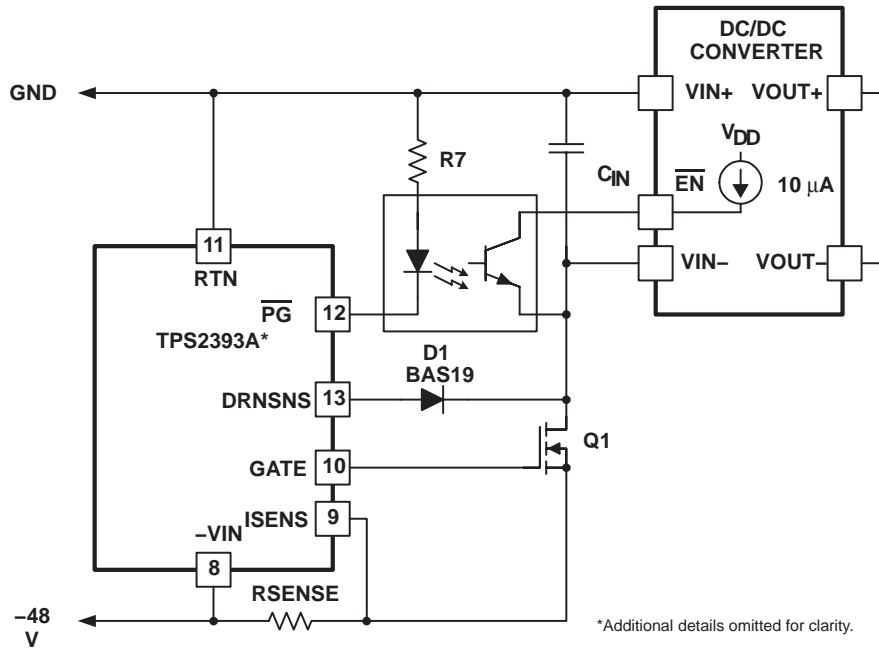 DC/DC
CONVERTER
GND
VIN+ VOUT+
R7
VDD
CIN
EN
10 μA
11
RTN
VIN– VOUT–
PG
12
TPS2393A*
D1
BAS19
DRNSNS 13
Q1
GATE 10
ISENS 9
–VIN
8
RSENSE
–48
V
*Additional details omitted for clarity.